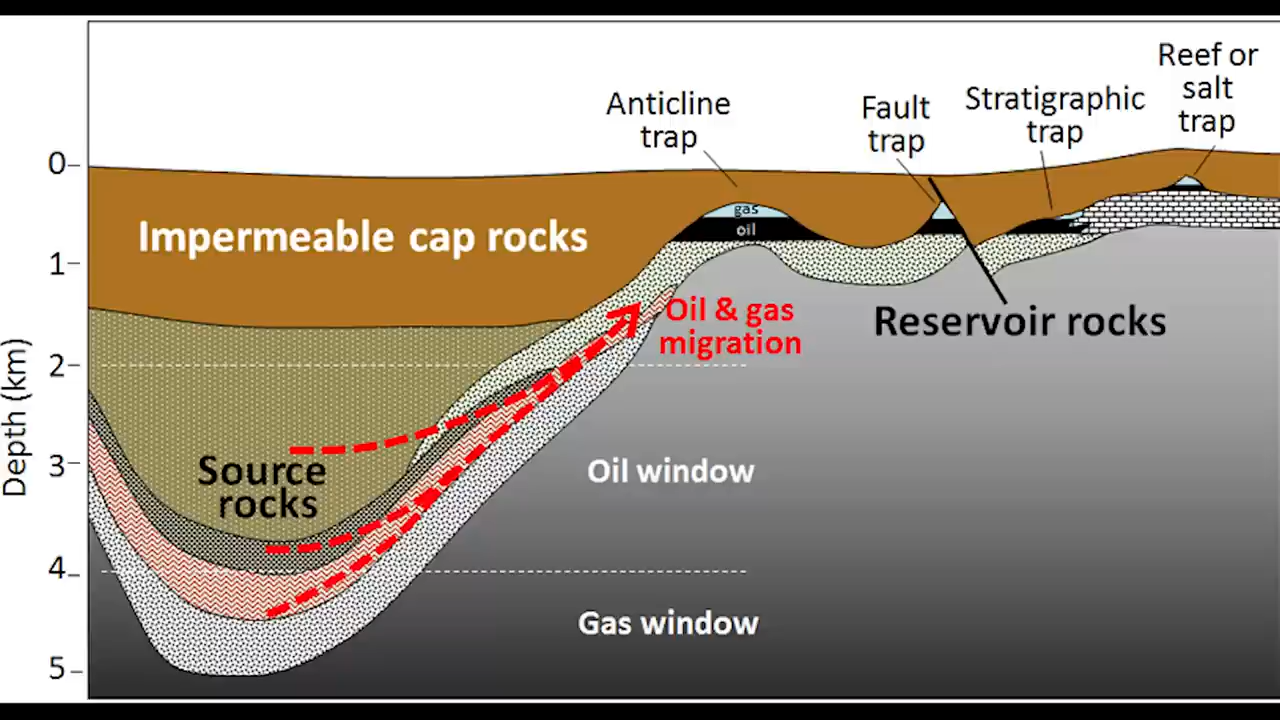 Reef or
salt
trap
Anticline
trap
Fault
trap
Stratigraphic
trap
0
gas
oil
Impermeable cap rocks
1
Oil & gas
migration
Reservoir rocks
2
Depth (km)
3
Source
rocks
Oil window
4
Gas window
5